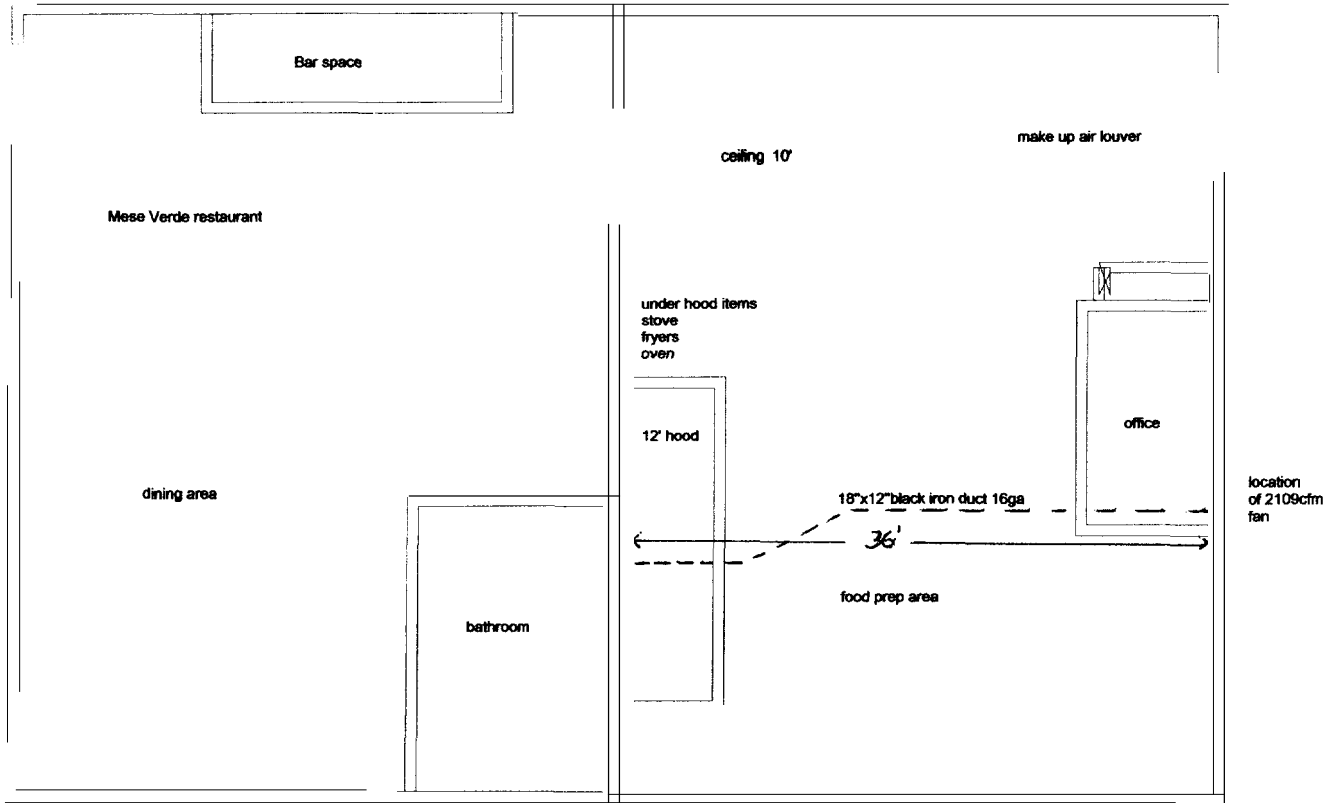 Bar space
make up air louver
ceiling 10'
Mese Verde restaurant
under hood items
stove
fryers
oven
12' hood
office
dining area
18"x12"black iron duct 16ga
location
of 2109cfm
fan
36'
food prep area
bathroom